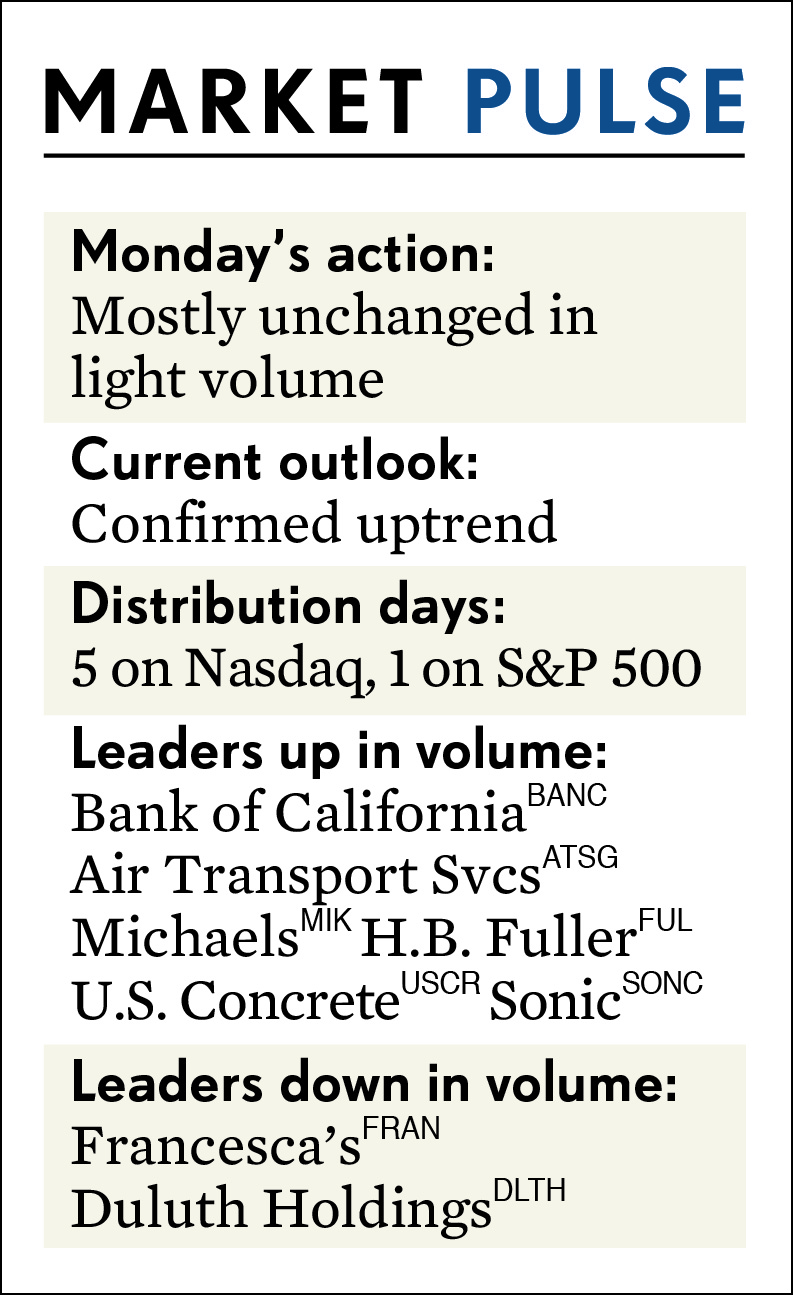 MARKET PULSE
Monday’s action:
Mostly unchanged in
light volume
Current outlook:
Confirmed uptrend
Distribution days:
5 on Nasdaq, 1 on S&P 500
Leaders up in volume:
Bank of California BANC
Air Transport Svcs ATSG
Michaels MIK H.B. Fuller FUL
U.S. Concrete USCR Sonic SONC
Leaders down in volume:
Francesca’s FRAN
Duluth Holdings DLTH